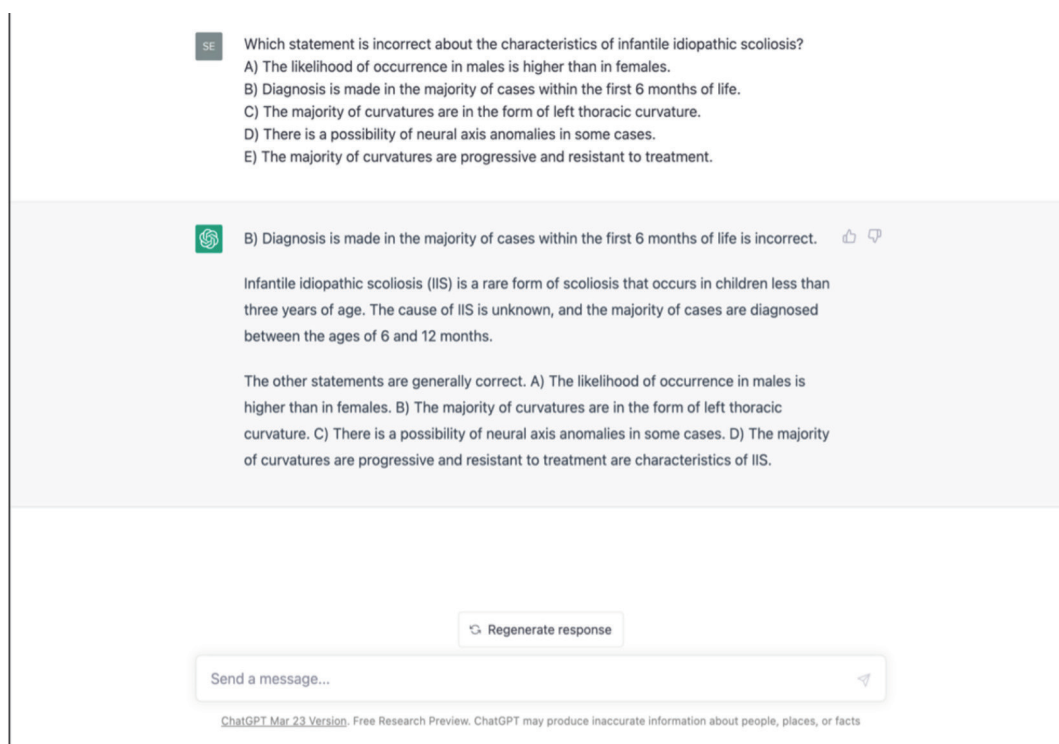 SE
Which statement is incorrect about the characteristics of infantile idiopathic scoliosis?
A) The likelihood of occurrence in males is higher than in females.
B) Diagnosis is made in the majority of cases within the first 6 months of life.
C) The majority of curvatures are in the form of left thoracic curvature.
D) There is a possibility of neural axis anomalies in some cases.
E) The majority of curvatures are progressive and resistant to treatment.
B) Diagnosis is made in the majority of cases within the first 6 months of life is incorrect.
Infantile idiopathic scoliosis (IIS) is a rare form of scoliosis that occurs in children less than
three years of age. The cause of IIS is unknown, and the majority of cases are diagnosed
between the ages of 6 and 12 months.
The other statements are generally correct. A) The likelihood of occurrence in males is
higher than in females. B) The majority of curvatures are in the form of left thoracic
curvature. C) There is a possibility of neural axis anomalies in some cases. D) The majority
of curvatures are progressive and resistant to treatment are characteristics of IIS.
Regenerate response
Send a message...
ChatGPT Mar 23 Version. Free Research Preview. ChatGPT may produce inaccurate information about people, places, or facts